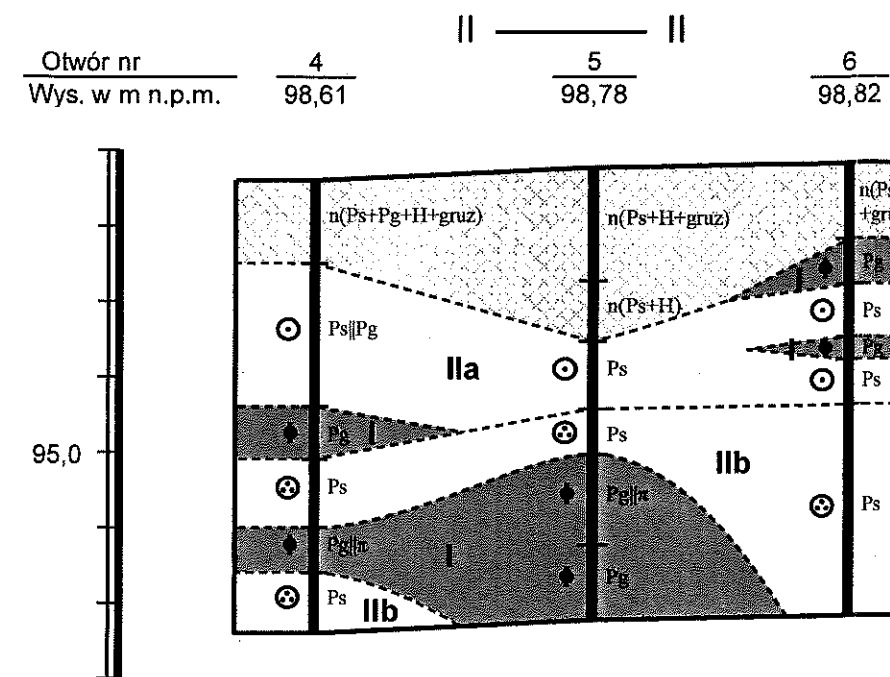 II II
Otwór nr 4 5 6
Wys. w m n.p.m. 98,61 98,78 98,82
n(Ps+Pg+H+gruz) n(Ps+H+gruz) n(Ps
+gru
Pg
n(Ps+H) Ps
Ps||Pg
IIa Ps I Pg
Ps
Pg I Ps
95,0 IIb
Ps Pg||π Ps
Pg||π I
Pg
Ps IIb